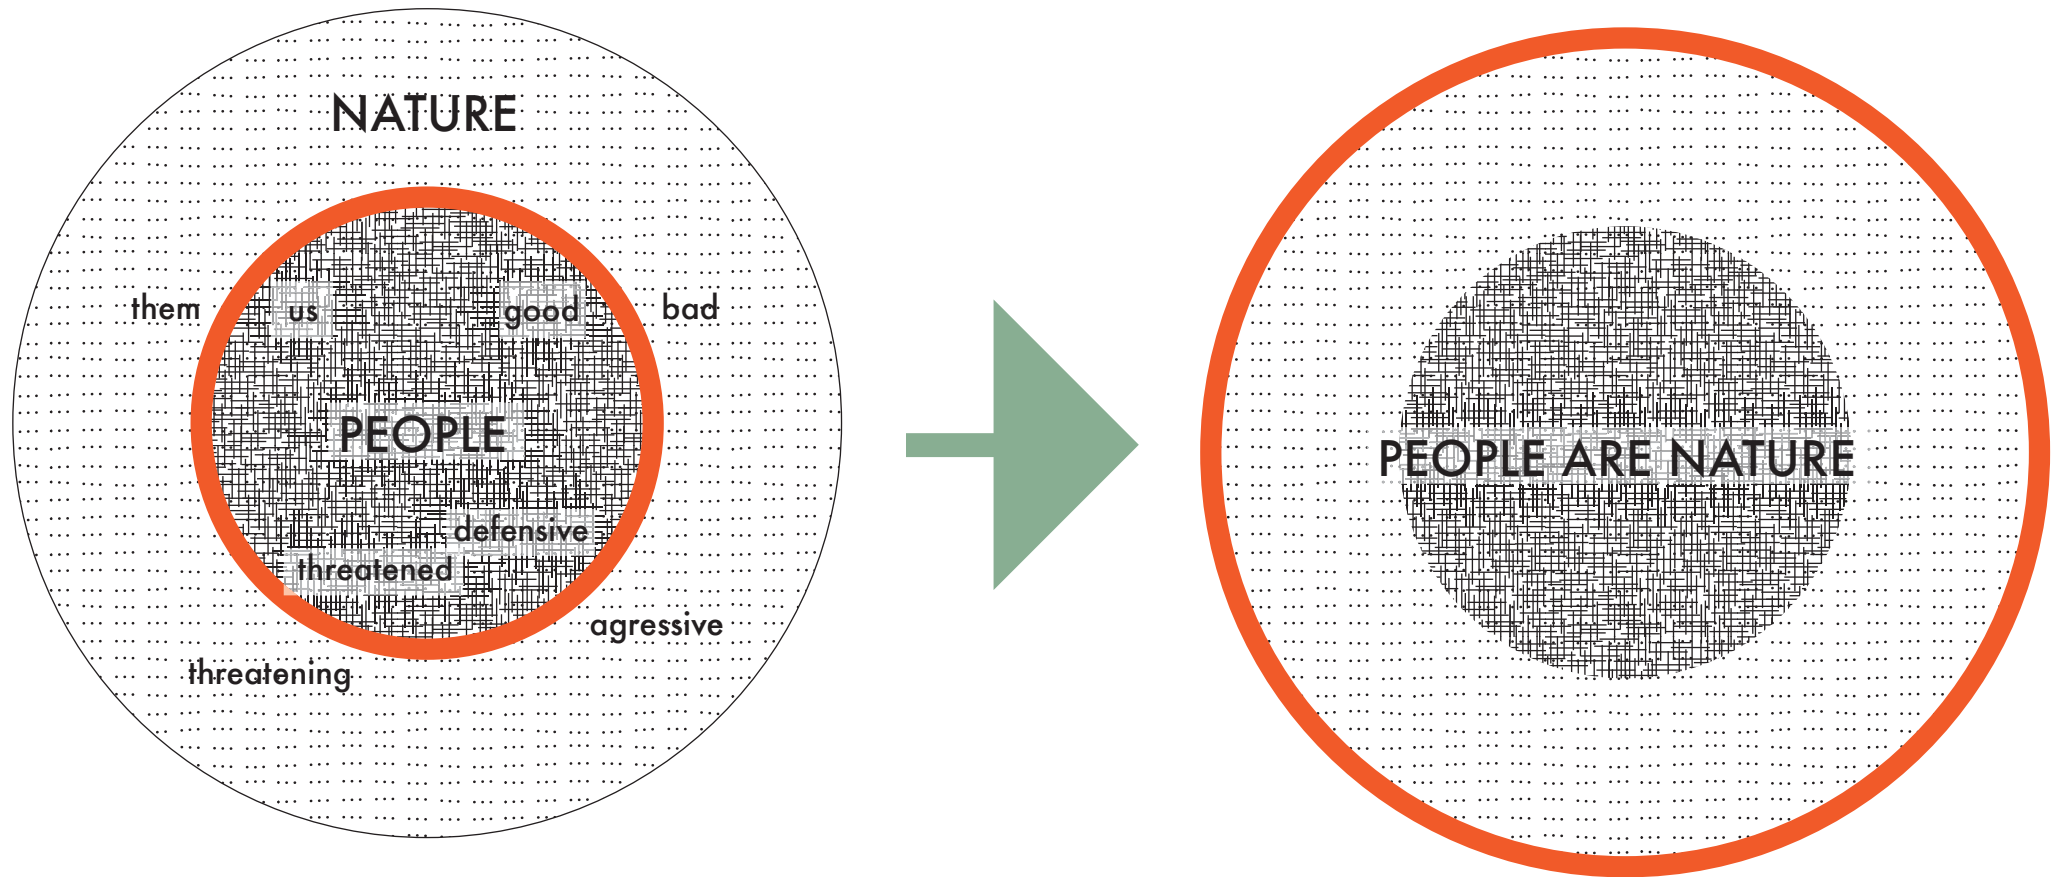 NATURE
them us good bad
PEOPLE
defensive
threatened
agressive
threatening
PEOPLE ARE NATURE